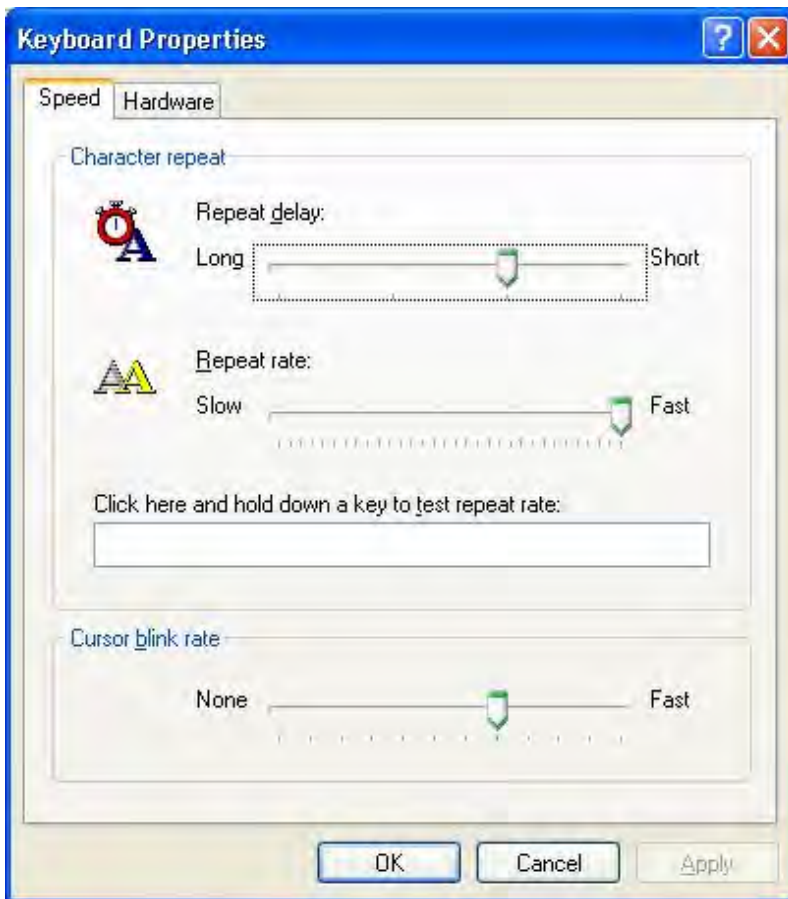 Keyboard Properties
Speed Hardware
Character repeat
Repeat delay:
Long Short
Repeat rate:
Slow Fast
Click here and hold down a key to test repeat rate:
Cursor blink rate
None Fast
OK Cancel Apply